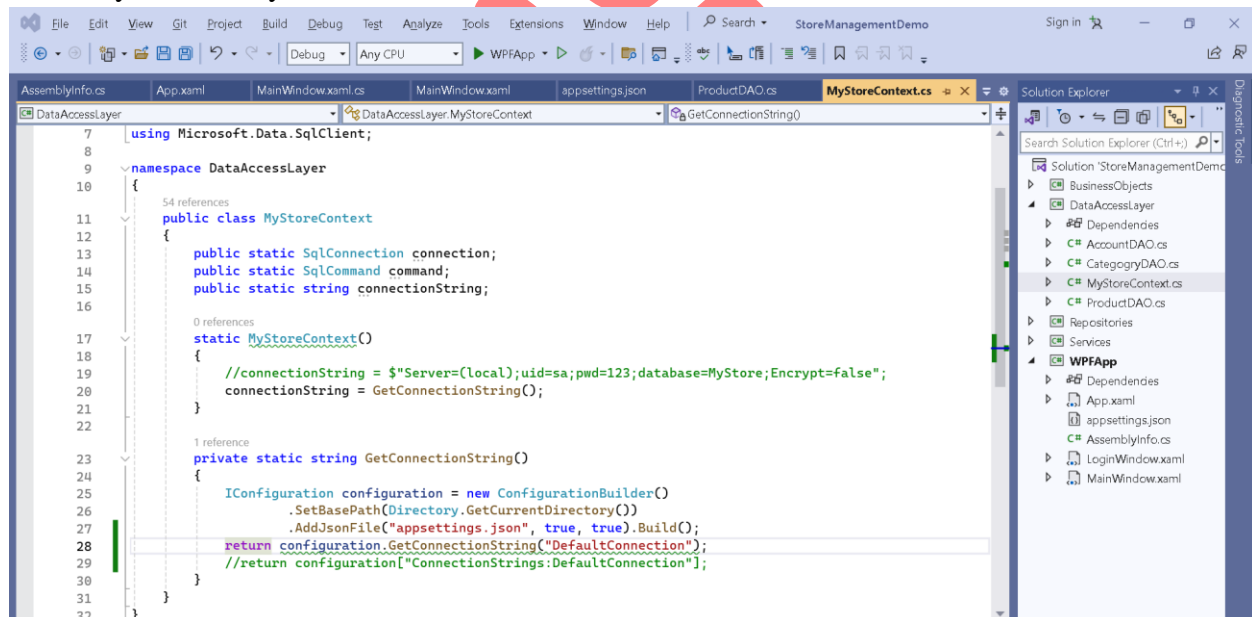 File Edit View Git Project Build Debug Test Analyze Tools Extensions Window Help Search StoreManagementDemo Sign in
Debug Any CPU WPFApp
AssemblyInfo.cs App.xaml MainWindow.xaml.cs MainWindow.xaml appsettings.json ProductDAO.cs MyStoreContext.cs
DataAccessLayer DataAccessLayer.MyStoreContext GetConnectionString()
7 using Microsoft.Data.SqlClient;
8
9 namespace DataAccessLayer
10 {
54 references
11 public class MyStoreContext
12 {
13 public static SqlConnection connection;
14 public static SqlCommand command;
15 public static string connectionString;
16
0 references
17 static MyStoreContext()
18 {
19 //connectionString = $"Server=(local);uid=sa;pwd=123;database=MyStore;Encrypt=false";
20 connectionString = GetConnectionString();
21 }
22
1 reference
23 private static string GetConnectionString()
24 {
25 IConfiguration configuration = new ConfigurationBuilder()
26 .SetBasePath(Directory.GetCurrentDirectory())
27 .AddJsonFile("appsettings.json", true, true).Build();
28 return configuration.GetConnectionString("DefaultConnection");
29 //return configuration["ConnectionStrings:DefaultConnection"];
30 }
31 }
32 }
Solution Explorer
Search Solution Explorer (Ctrl+;)
Solution 'StoreManagementDemo
C# BusinessObjects
C# DataAccessLayer
Dependencies
C# AccountDAO.cs
C# CategogryDAO.cs
C# MyStoreContext.cs
C# ProductDAO.cs
C# Repositories
C# Services
C# WPFApp
Dependencies
App.xaml
appsettings.json
C# AssemblyInfo.cs
LoginWindow.xaml
MainWindow.xaml
Diagnostic Tools